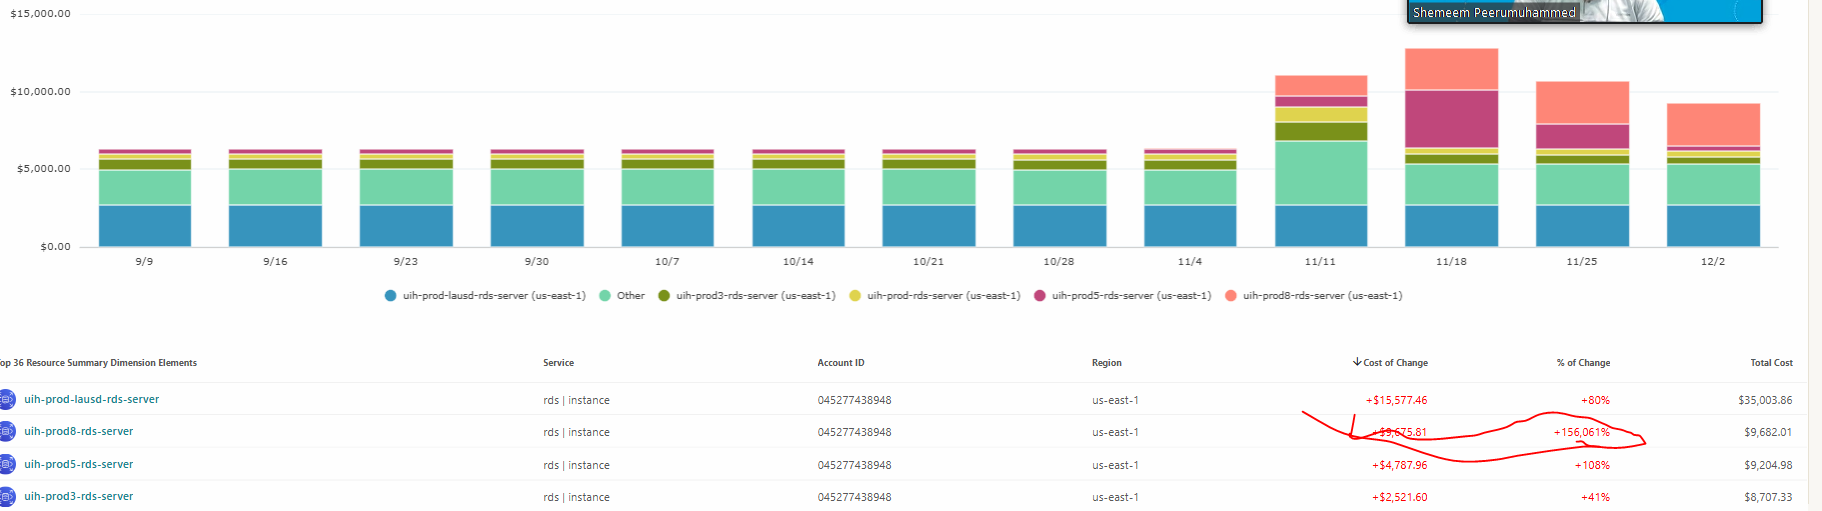 $15,000.00
Shemeem Peerumuhammed
$10,000.00
$5,000.00
$0.00
9/9 9/16 9/23 9/30 10/7 10/14 10/21 10/28 11/4 11/11 11/18 11/25 12/2
uih-prod-lausd-rds-server (us-east-1) Other uih-prod3-rds-server (us-east-1) uih-prod-rds-server (us-east-1) uih-prod5-rds-server (us-east-1) uih-prod8-rds-server (us-east-1)
op 36 Resource Summary Dimension Elements Service Account ID Region Cost of Change % of Change Total Cost
uih-prod-lausd-rds-server rds | instance 045277438948 us-east-1 +$15,577.46 +80% $35,003.86
uih-prod8-rds-server rds | instance 045277438948 us-east-1 +$9,675.81 +156,061% $9,682.01
uih-prod5-rds-server rds | instance 045277438948 us-east-1 +$4,787.96 +108% $9,204.98
uih-prod3-rds-server rds | instance 045277438948 us-east-1 +$2,521.60 +41% $8,707.33